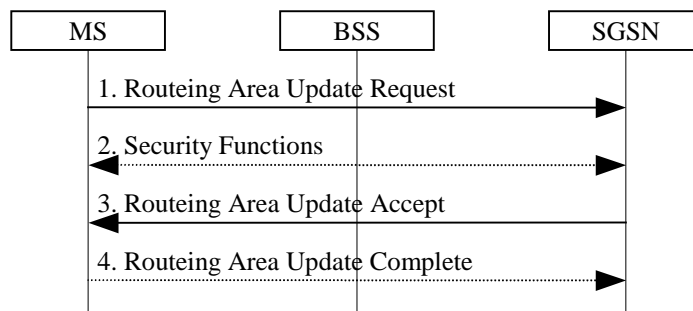 MS BSS SGSN
1. Routeing Area Update Request
2. Security Functions
3. Routeing Area Update Accept
4. Routeing Area Update Complete